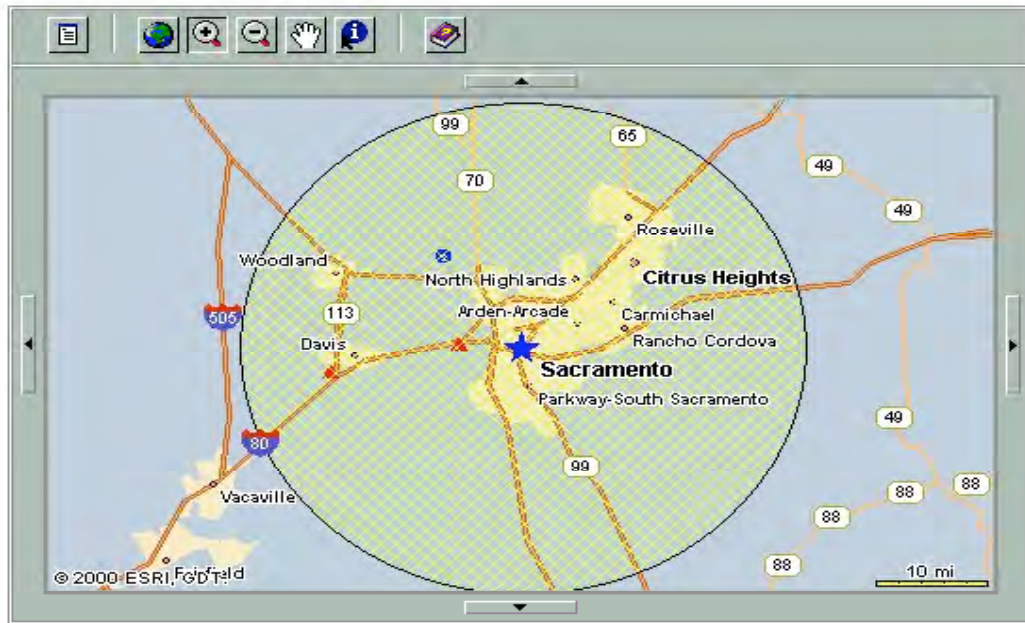 99
65
49
70
49
Roseville
Woodland
North Highlands
Citrus Heights
505
113
Arden-Arcade
Carmichael
Davis
Rancho Cordova
Sacramento
Parkway-South Sacramento
49
80
99
Vacaville
88
88
88
88
© 2000 ESRI, GDT
Fairfield
10 mi